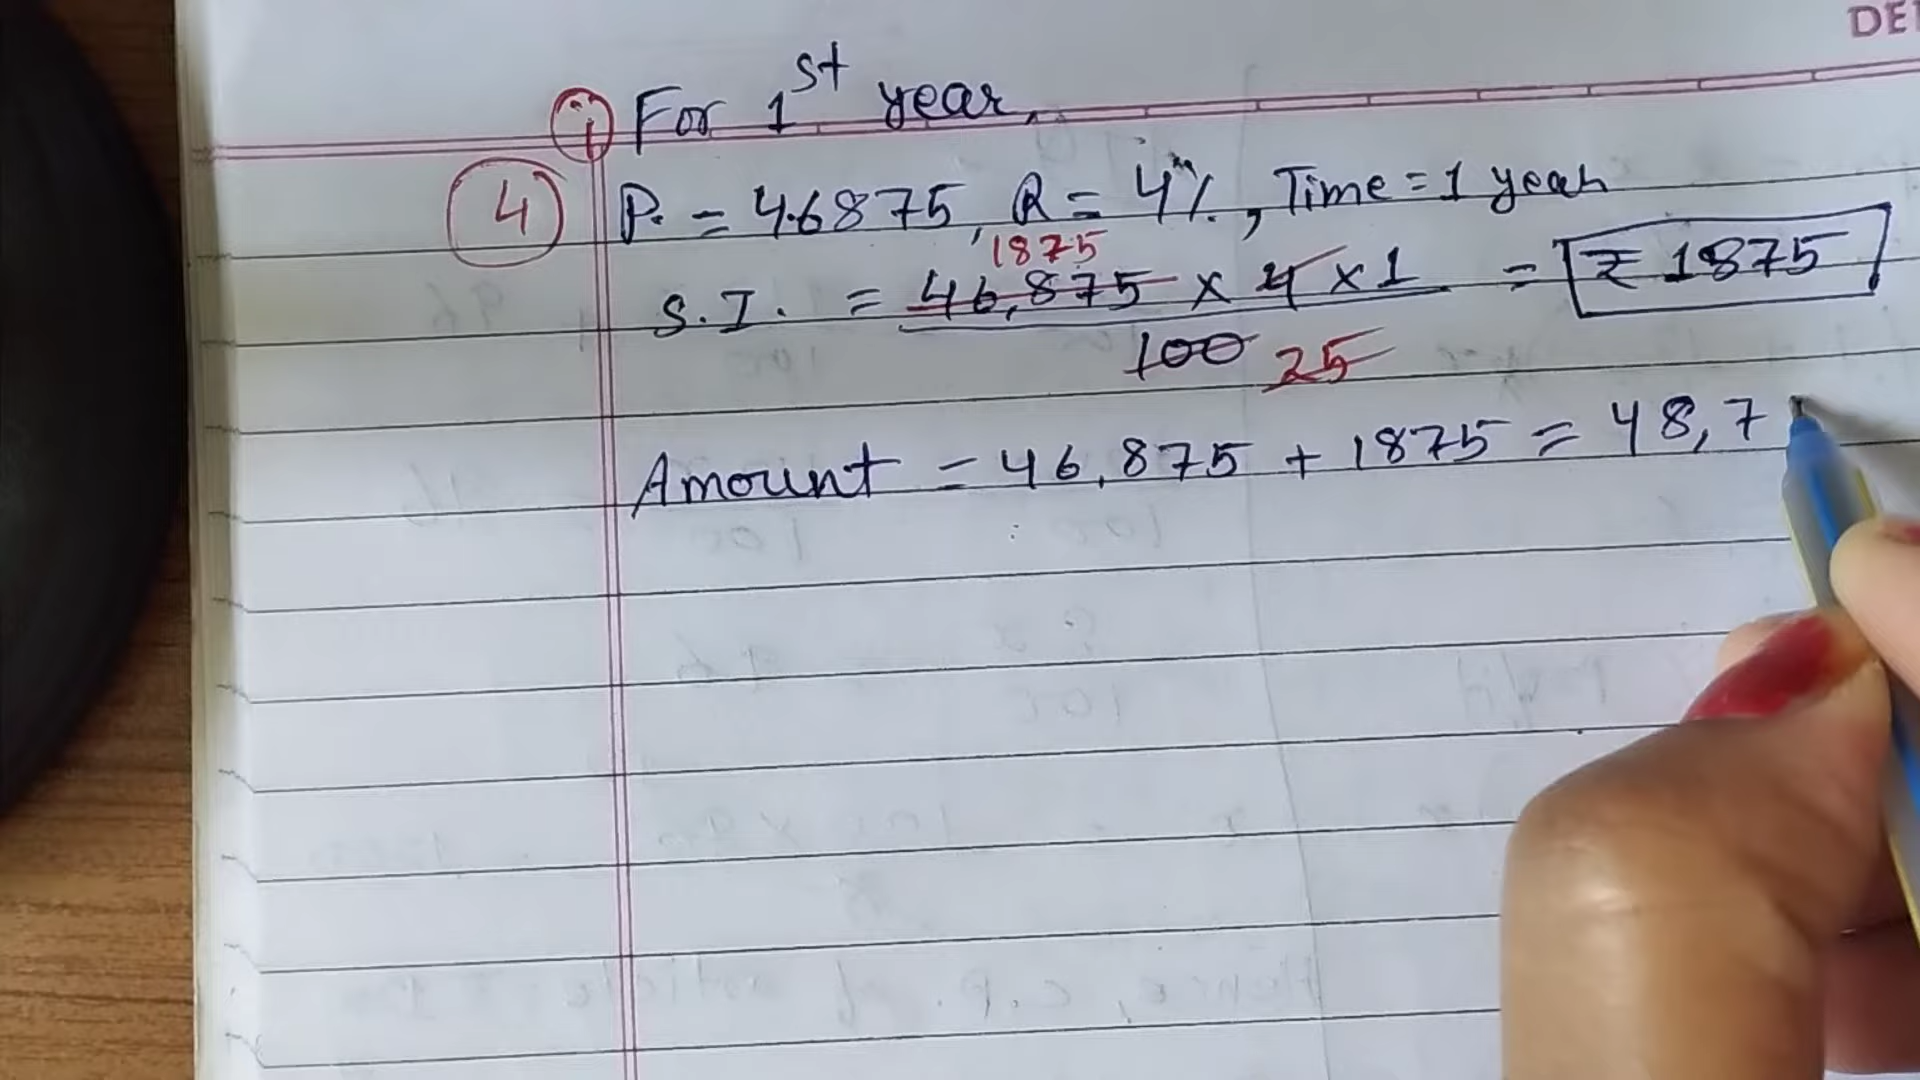 DE
i For 1st year,
4 P. = 46875, R = 4%, Time = 1 year
1875
S.I. = 46,875 x 4 x 1 = ₹ 1875
100 25
Amount = 46,875 + 1875 = 48,7